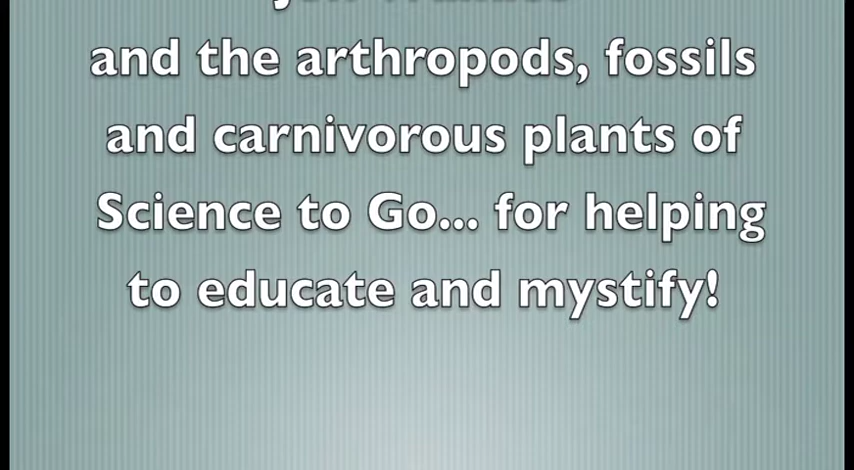 and the arthropods, fossils
and carnivorous plants of
Science to Go... for helping
to educate and mystify!